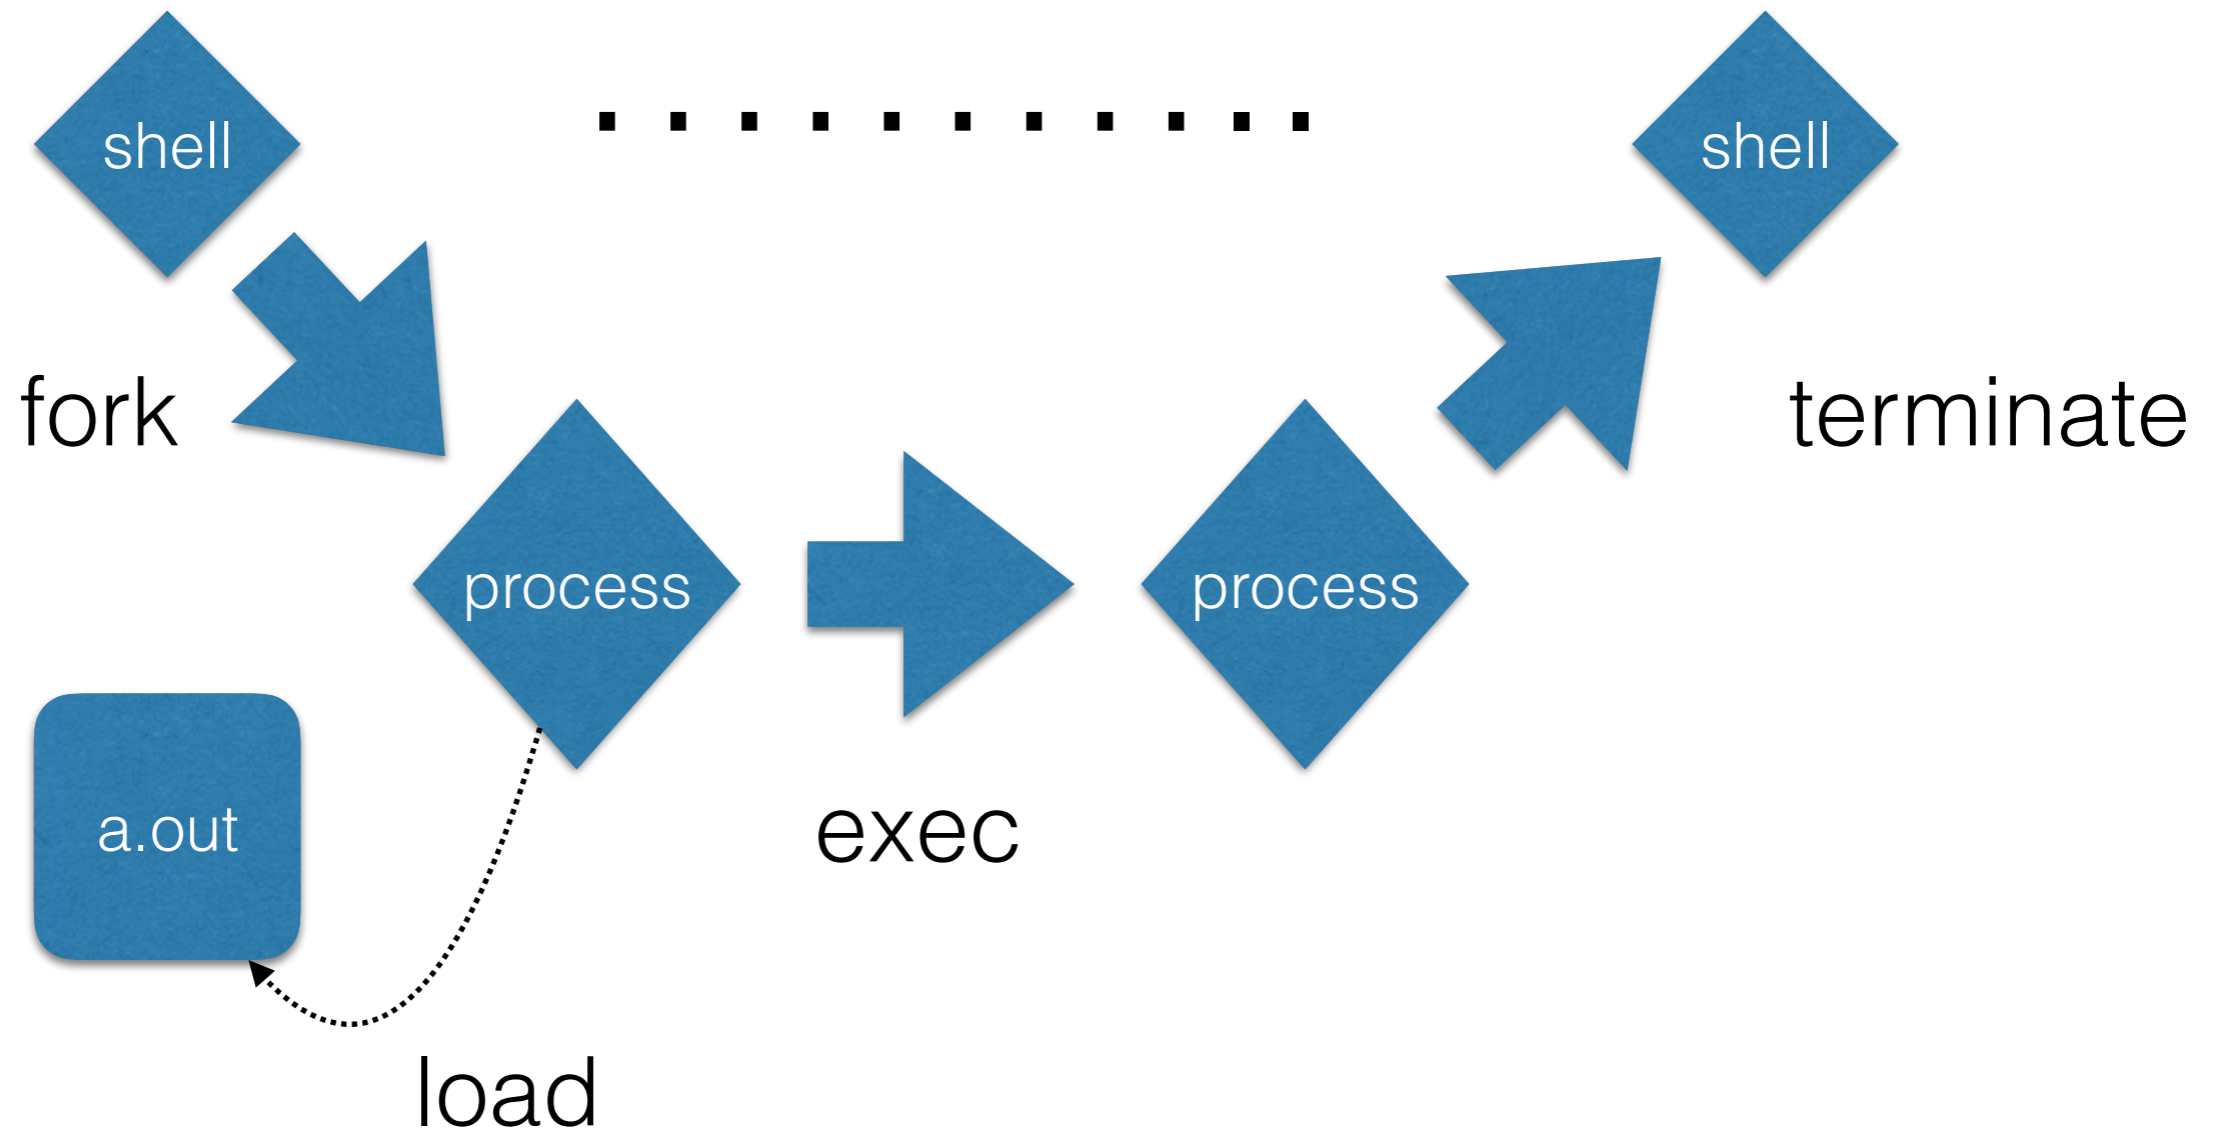 shell
shell
fork
terminate
process
process
a.out
exec
load